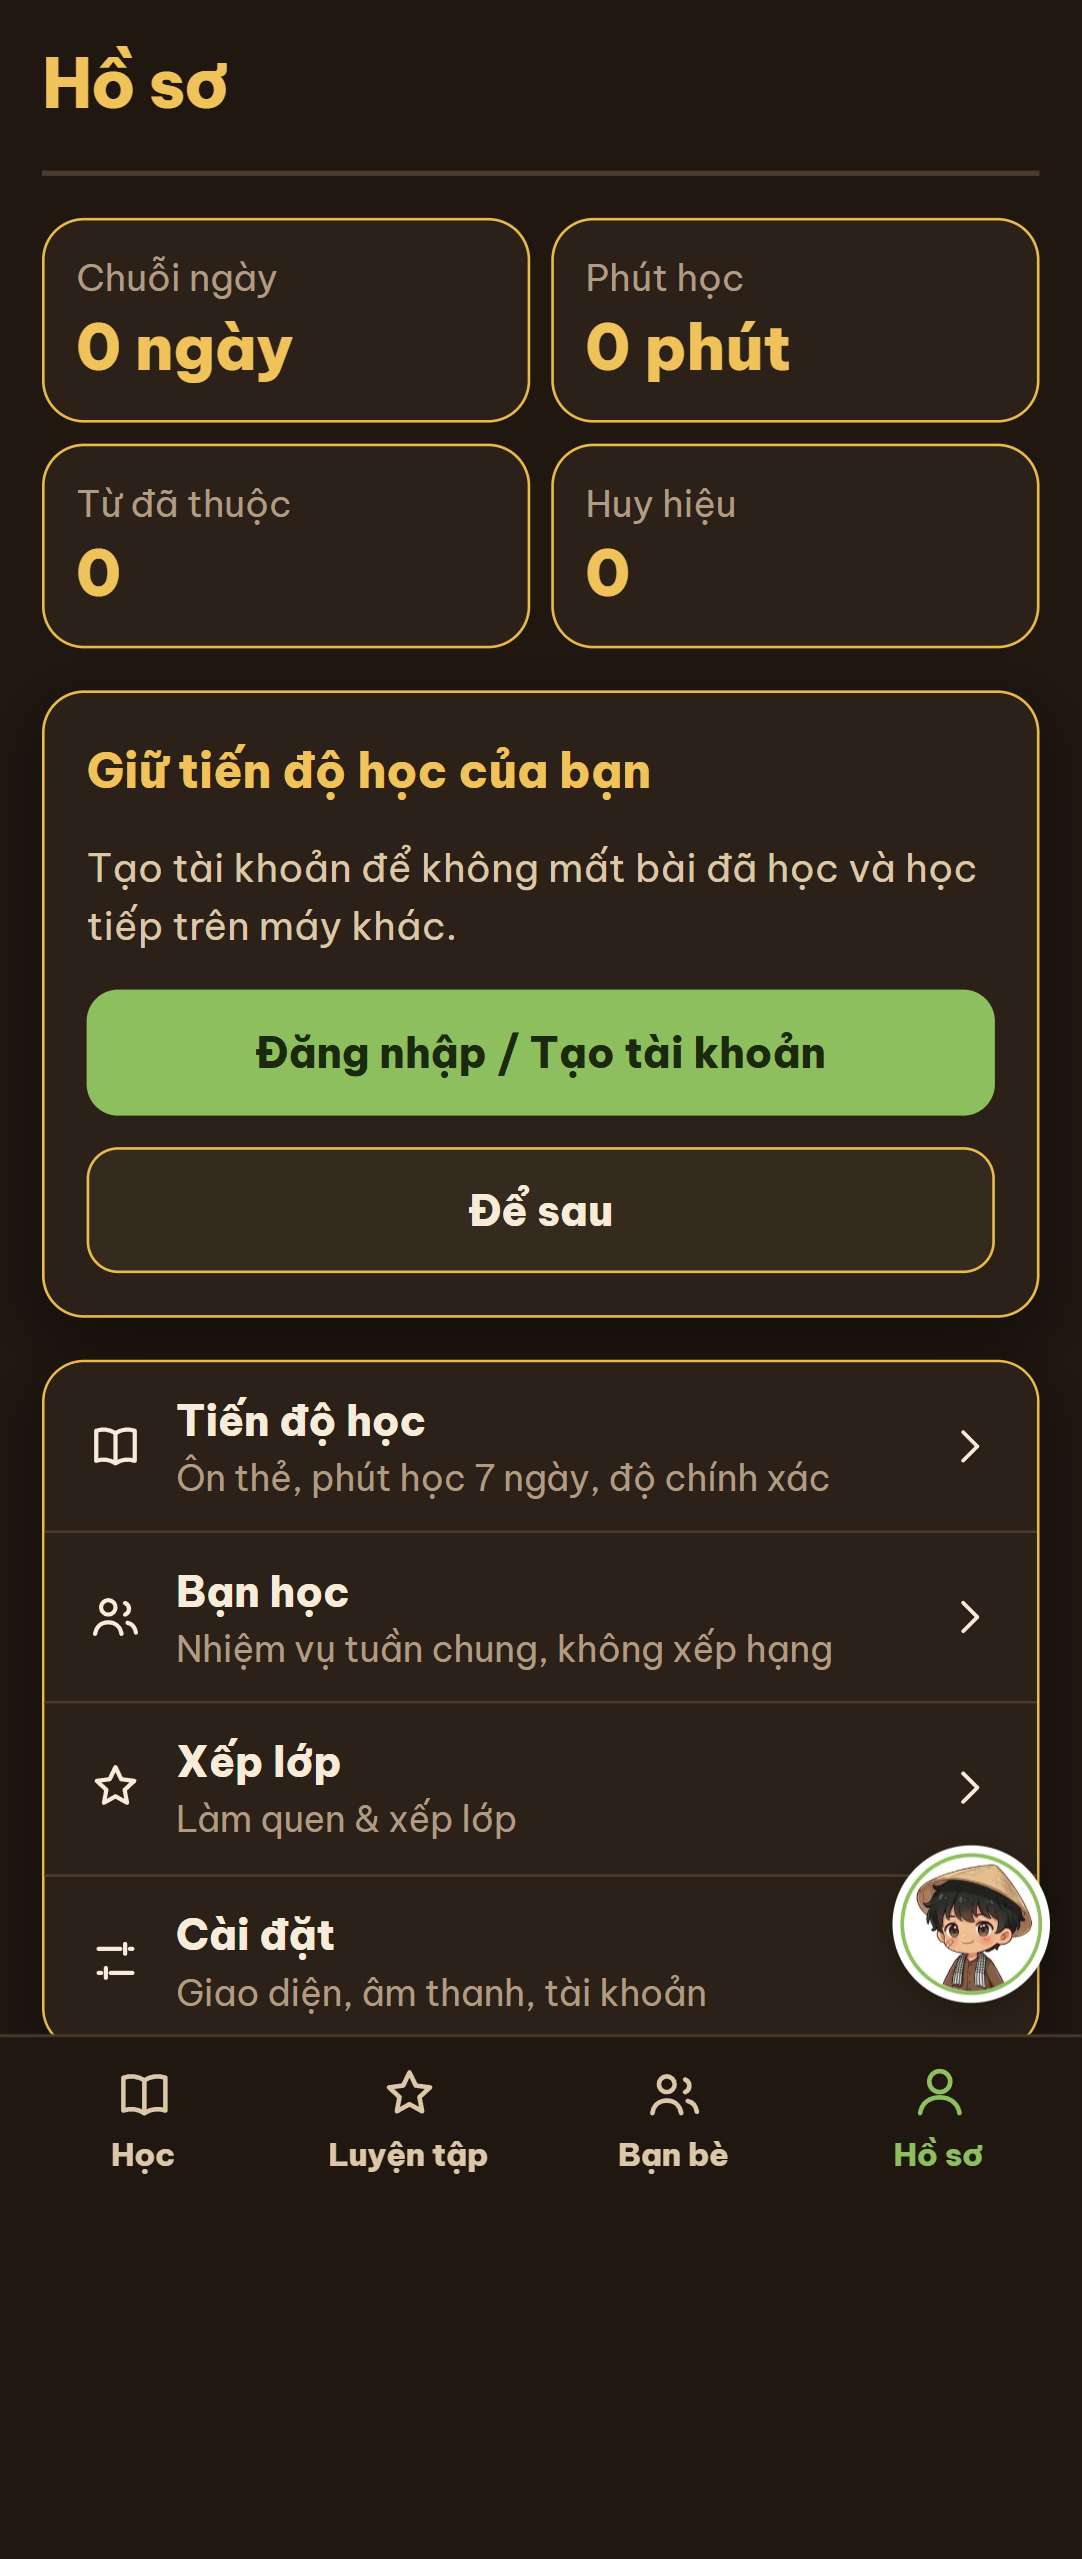 Hồ sơ
Chuỗi ngày
0 ngày
Phút học
0 phút
Từ đã thuộc
0
Huy hiệu
0
Giữ tiến độ học của bạn
Tạo tài khoản để không mất bài đã học và học
tiếp trên máy khác.
Đăng nhập / Tạo tài khoản
Để sau
Tiến độ học
Ôn thẻ, phút học 7 ngày, độ chính xác
Bạn học
Nhiệm vụ tuần chung, không xếp hạng
Xếp lớp
Làm quen & xếp lớp
Cài đặt
Giao diện, âm thanh, tài khoản
Học
Luyện tập
Bạn bè
Hồ sơ